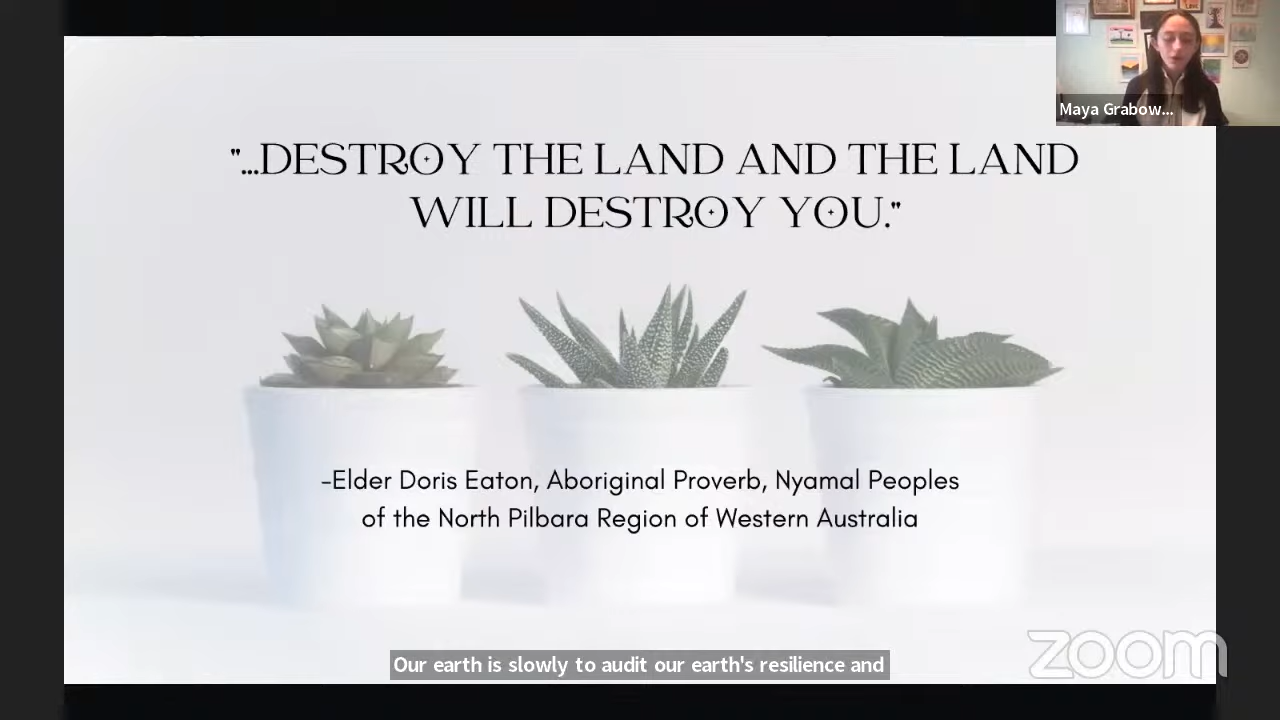 Maya Grabow...
"...DESTROY THE LAND AND THE LAND
WILL DESTROY YOU."
-Elder Doris Eaton, Aboriginal Proverb, Nyamal Peoples
of the North Pilbara Region of Western Australia
zoom
Our earth is slowly to audit our earth's resilience and